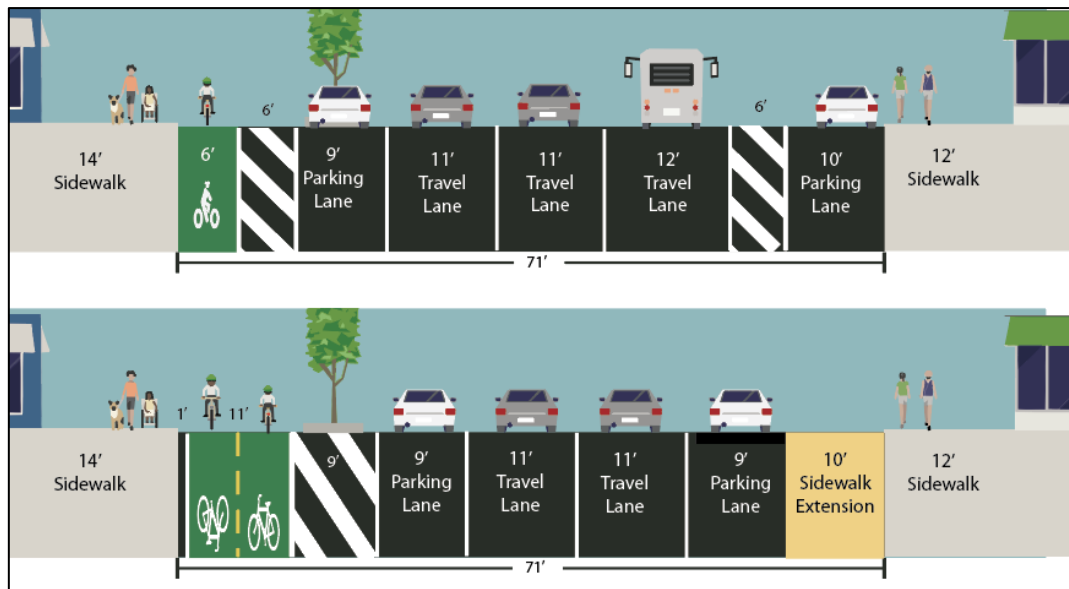 6’
6’
14’
Sidewalk
6’
9’
Parking
Lane
11’
Travel
Lane
11’
Travel
Lane
12’
Travel
Lane
10’
Parking
Lane
12’
Sidewalk
71’
1’
11’
14’
Sidewalk
9’
9’
Parking
Lane
11’
Travel
Lane
11’
Travel
Lane
9’
Parking
Lane
10’
Sidewalk
Extension
12’
Sidewalk
71’